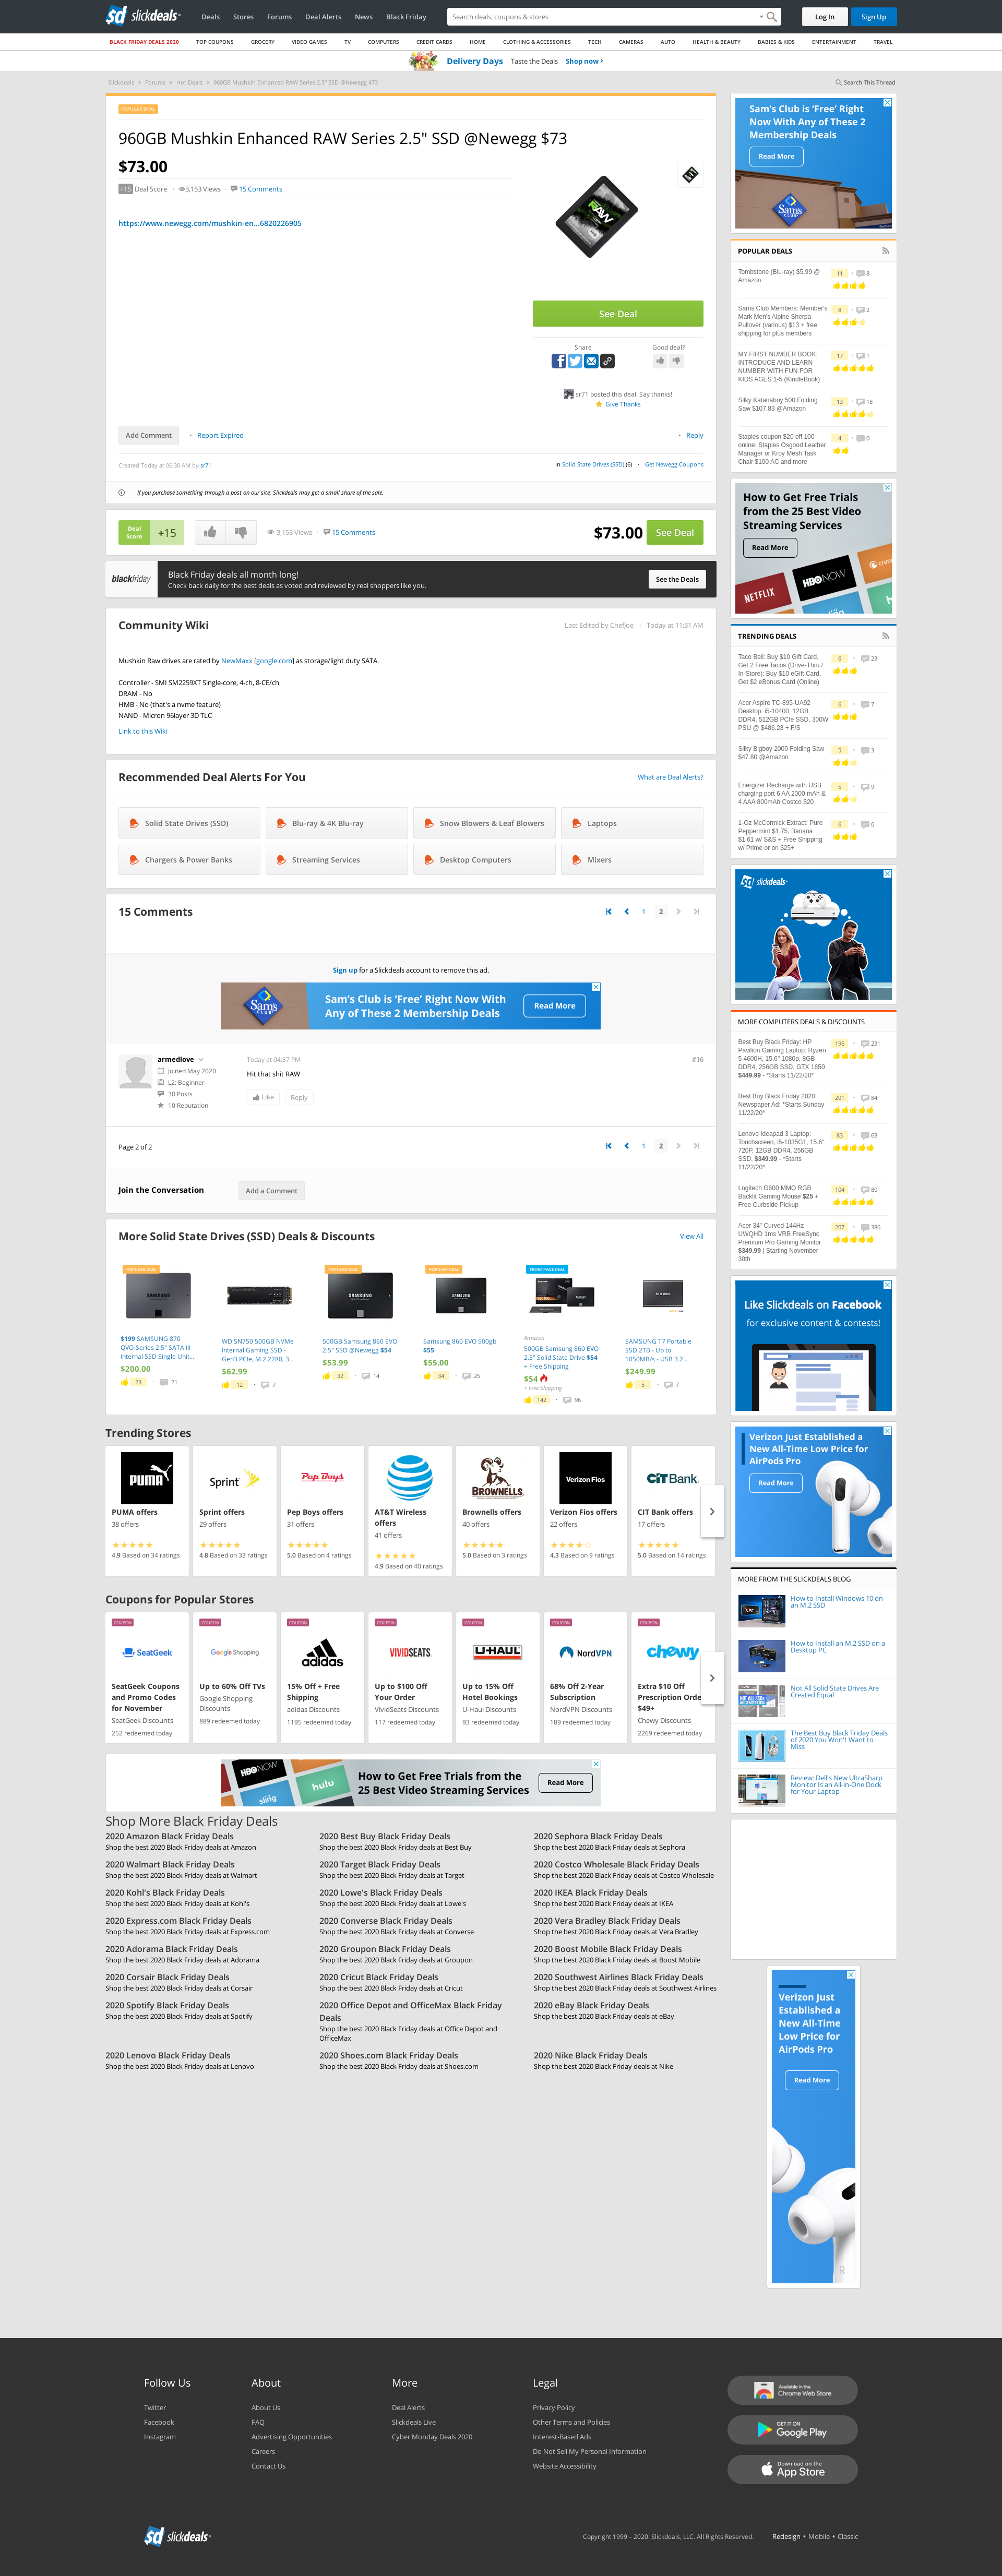 slickdeals
Deals Stores Forums Deal Alerts News Black Friday
Search deals, coupons & stores
Log In Sign Up
BLACK FRIDAY DEALS 2020 TOP COUPONS GROCERY VIDEO GAMES TV COMPUTERS CREDIT CARDS HOME CLOTHING & ACCESSORIES TECH CAMERAS AUTO HEALTH & BEAUTY BABIES & KIDS ENTERTAINMENT TRAVEL
Delivery Days Taste the Deals Shop now >
Slickdeals > Forums > Hot Deals > 960GB Mushkin Enhanced RAW Series 2.5" SSD @Newegg $73
Search This Thread
POPULAR DEAL
960GB Mushkin Enhanced RAW Series 2.5" SSD @Newegg $73
$73.00
+15 Deal Score 3,153 Views 15 Comments
https://www.newegg.com/mushkin-en...6820226905
RAW
See Deal
Share
Good deal?
sr71 posted this deal. Say thanks!
Give Thanks
Add Comment Report Expired Reply
Created Today at 06:30 AM by sr71
in Solid State Drives (SSD) (6) Get Newegg Coupons
If you purchase something through a post on our site, Slickdeals may get a small share of the sale.
Deal Score +15
3,153 Views 15 Comments
$73.00 See Deal
blackfriday
Black Friday deals all month long!
Check back daily for the best deals as voted and reviewed by real shoppers like you.
See the Deals
Community Wiki
Last Edited by ChefJoe Today at 11:31 AM
Mushkin Raw drives are rated by NewMaxx [google.com] as storage/light duty SATA.
Controller - SMI SM2259XT Single-core, 4-ch, 8-CE/ch
DRAM - No
HMB - No (that's a nvme feature)
NAND - Micron 96layer 3D TLC
Link to this Wiki
Recommended Deal Alerts For You
What are Deal Alerts?
Solid State Drives (SSD) Blu-ray & 4K Blu-ray Snow Blowers & Leaf Blowers Laptops
Chargers & Power Banks Streaming Services Desktop Computers Mixers
15 Comments
1 2
Sign up for a Slickdeals account to remove this ad.
Sam's Club
Sam's Club is 'Free' Right Now With Any of These 2 Membership Deals
Read More
armedlove
Joined May 2020
L2: Beginner
30 Posts
10 Reputation
Today at 04:37 PM
#16
Hit that shit RAW
Like Reply
Page 2 of 2
1 2
Join the Conversation
Add a Comment
More Solid State Drives (SSD) Deals & Discounts
View All
POPULAR DEAL
$199 SAMSUNG 870 QVO-Series 2.5" SATA III Internal SSD Single Unit...
$200.00
23 21
WD SN750 500GB NVMe Internal Gaming SSD - Gen3 PCIe, M.2 2280, 3...
$62.99
12 7
POPULAR DEAL
500GB Samsung 860 EVO 2.5" SSD @Newegg $54
$53.99
32 14
POPULAR DEAL
Samsung 860 EVO 500gb $55
$55.00
34 25
FRONTPAGE DEAL
Amazon
500GB Samsung 860 EVO 2.5" Solid State Drive $54 + Free Shipping
$54
+ Free Shipping
142 96
SAMSUNG T7 Portable SSD 2TB - Up to 1050MB/s - USB 3.2...
$249.99
5 7
Trending Stores
PUMA
PUMA offers
38 offers
4.9 Based on 34 ratings
Sprint
Sprint offers
29 offers
4.8 Based on 33 ratings
Pep Boys
Pep Boys offers
31 offers
5.0 Based on 4 ratings
AT&T Wireless offers
41 offers
4.9 Based on 40 ratings
BROWNELLS
Brownells offers
40 offers
5.0 Based on 3 ratings
Verizon Fios
Verizon Fios offers
22 offers
4.3 Based on 9 ratings
CIT Bank
CIT Bank offers
17 offers
5.0 Based on 14 ratings
Coupons for Popular Stores
COUPON
SeatGeek
SeatGeek Coupons and Promo Codes for November
SeatGeek Discounts
252 redeemed today
COUPON
Google Shopping
Up to 60% Off TVs
Google Shopping Discounts
889 redeemed today
COUPON
adidas
15% Off + Free Shipping
adidas Discounts
1195 redeemed today
COUPON
VIVIDSEATS
Up to $100 Off Your Order
VividSeats Discounts
117 redeemed today
COUPON
U-HAUL
Up to 15% Off Hotel Bookings
U-Haul Discounts
93 redeemed today
COUPON
NordVPN
68% Off 2-Year Subscription
NordVPN Discounts
189 redeemed today
COUPON
chewy
Extra $10 Off Prescription Orde
$49+
Chewy Discounts
2269 redeemed today
HBO NOW sling hulu
How to Get Free Trials from the 25 Best Video Streaming Services
Read More
Shop More Black Friday Deals
2020 Amazon Black Friday Deals
Shop the best 2020 Black Friday deals at Amazon
2020 Best Buy Black Friday Deals
Shop the best 2020 Black Friday deals at Best Buy
2020 Sephora Black Friday Deals
Shop the best 2020 Black Friday deals at Sephora
2020 Walmart Black Friday Deals
Shop the best 2020 Black Friday deals at Walmart
2020 Target Black Friday Deals
Shop the best 2020 Black Friday deals at Target
2020 Costco Wholesale Black Friday Deals
Shop the best 2020 Black Friday deals at Costco Wholesale
2020 Kohl's Black Friday Deals
Shop the best 2020 Black Friday deals at Kohl's
2020 Lowe's Black Friday Deals
Shop the best 2020 Black Friday deals at Lowe's
2020 IKEA Black Friday Deals
Shop the best 2020 Black Friday deals at IKEA
2020 Express.com Black Friday Deals
Shop the best 2020 Black Friday deals at Express.com
2020 Converse Black Friday Deals
Shop the best 2020 Black Friday deals at Converse
2020 Vera Bradley Black Friday Deals
Shop the best 2020 Black Friday deals at Vera Bradley
2020 Adorama Black Friday Deals
Shop the best 2020 Black Friday deals at Adorama
2020 Groupon Black Friday Deals
Shop the best 2020 Black Friday deals at Groupon
2020 Boost Mobile Black Friday Deals
Shop the best 2020 Black Friday deals at Boost Mobile
2020 Corsair Black Friday Deals
Shop the best 2020 Black Friday deals at Corsair
2020 Cricut Black Friday Deals
Shop the best 2020 Black Friday deals at Cricut
2020 Southwest Airlines Black Friday Deals
Shop the best 2020 Black Friday deals at Southwest Airlines
2020 Spotify Black Friday Deals
Shop the best 2020 Black Friday deals at Spotify
2020 Office Depot and OfficeMax Black Friday Deals
Shop the best 2020 Black Friday deals at Office Depot and OfficeMax
2020 eBay Black Friday Deals
Shop the best 2020 Black Friday deals at eBay
2020 Lenovo Black Friday Deals
Shop the best 2020 Black Friday deals at Lenovo
2020 Shoes.com Black Friday Deals
Shop the best 2020 Black Friday deals at Shoes.com
2020 Nike Black Friday Deals
Shop the best 2020 Black Friday deals at Nike
Sam's Club is 'Free' Right Now With Any of These 2 Membership Deals
Read More
Sam's Club
POPULAR DEALS
Tombstone (Blu-ray) $5.99 @ Amazon
11 8
Sams Club Members: Member's Mark Men's Alpine Sherpa Pullover (various) $13 + free shipping for plus members
8 2
MY FIRST NUMBER BOOK: INTRODUCE AND LEARN NUMBER WITH FUN FOR KIDS AGES 1-5 (KindleBook)
17 1
Silky Katanaboy 500 Folding Saw $107.83 @Amazon
13 18
Staples coupon $20 off 100 online; Staples Osgood Leather Manager or Kroy Mesh Task Chair $100 AC and more
4 0
How to Get Free Trials from the 25 Best Video Streaming Services
Read More
NETFLIX HBO NOW sling
TRENDING DEALS
Taco Bell: Buy $10 Gift Card, Get 2 Free Tacos (Drive-Thru / In-Store); Buy $10 eGift Card, Get $2 eBonus Card (Online)
6 23
Acer Aspire TC-895-UA92 Desktop: i5-10400, 12GB DDR4, 512GB PCIe SSD, 300W PSU @ $486.28 + F/S
6 7
Silky Bigboy 2000 Folding Saw $47.80 @Amazon
5 3
Energizer Recharge with USB charging port 6 AA 2000 mAh & 4 AAA 800mAh Costco $20
5 9
1-Oz McCormick Extract: Pure Peppermint $1.75, Banana $1.61 w/ S&S + Free Shipping w/ Prime or on $25+
6 0
slickdeals
MORE COMPUTERS DEALS & DISCOUNTS
Best Buy Black Friday: HP Pavilion Gaming Laptop: Ryzen 5 4600H, 15.6" 1080p, 8GB DDR4, 256GB SSD, GTX 1650 $449.99 - *Starts 11/22/20*
196 231
Best Buy Black Friday 2020 Newspaper Ad: *Starts Sunday 11/22/20*
201 84
Lenovo Ideapad 3 Laptop: Touchscreen, i5-1035G1, 15.6" 720P, 12GB DDR4, 256GB SSD, $349.99 - *Starts 11/22/20*
83 63
Logitech G600 MMO RGB Backlit Gaming Mouse $25 + Free Curbside Pickup
104 80
Acer 34" Curved 144Hz UWQHD 1ms VRB FreeSync Premium Pro Gaming Monitor $349.99 | Starting November 30th
207 386
Like Slickdeals on Facebook
for exclusive content & contests!
Verizon Just Established a New All-Time Low Price for AirPods Pro
Read More
MORE FROM THE SLICKDEALS BLOG
How to Install Windows 10 on an M.2 SSD
How to Install an M.2 SSD on a Desktop PC
Not All Solid State Drives Are Created Equal
The Best Buy Black Friday Deals of 2020 You Won't Want to Miss
Review: Dell's New UltraSharp Monitor Is an All-in-One Dock for Your Laptop
Verizon Just Established a New All-Time Low Price for AirPods Pro
Read More
Follow Us
Twitter
Facebook
Instagram
About
About Us
FAQ
Advertising Opportunities
Careers
Contact Us
More
Deal Alerts
Slickdeals Live
Cyber Monday Deals 2020
Legal
Privacy Policy
Other Terms and Policies
Interest-Based Ads
Do Not Sell My Personal Information
Website Accessibility
Available in the Chrome Web Store
GET IT ON Google Play
Download on the App Store
slickdeals
Copyright 1999 – 2020. Slickdeals, LLC. All Rights Reserved. Redesign • Mobile • Classic